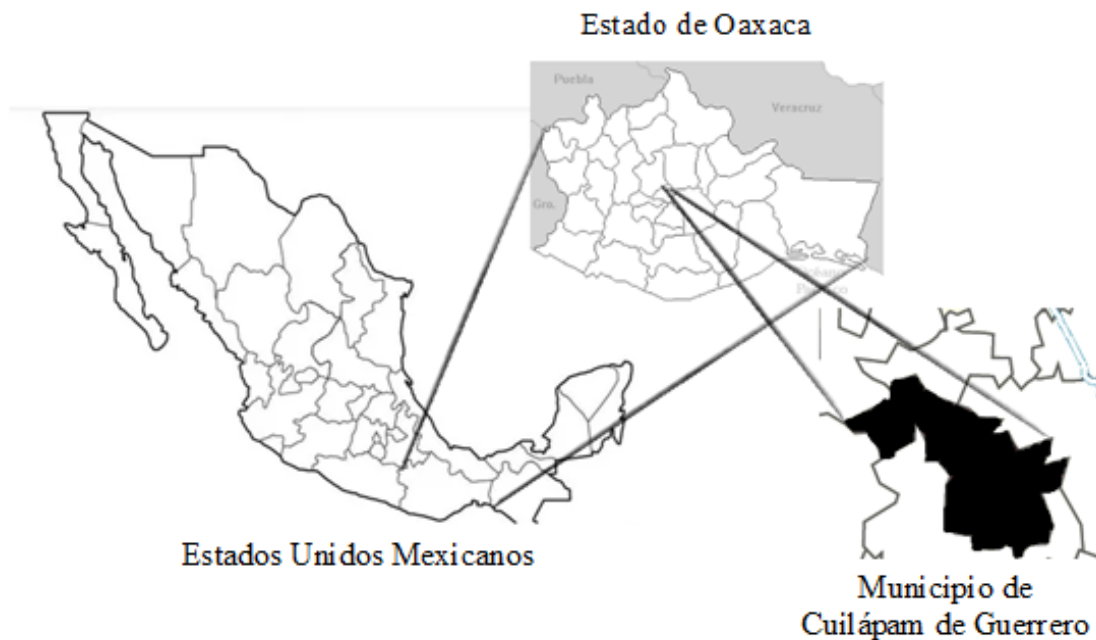 Estado de Oaxaca
Puebla
Veracruz
Gro.
Estados Unidos Mexicanos
Municipio de
Cuilápam de Guerrero